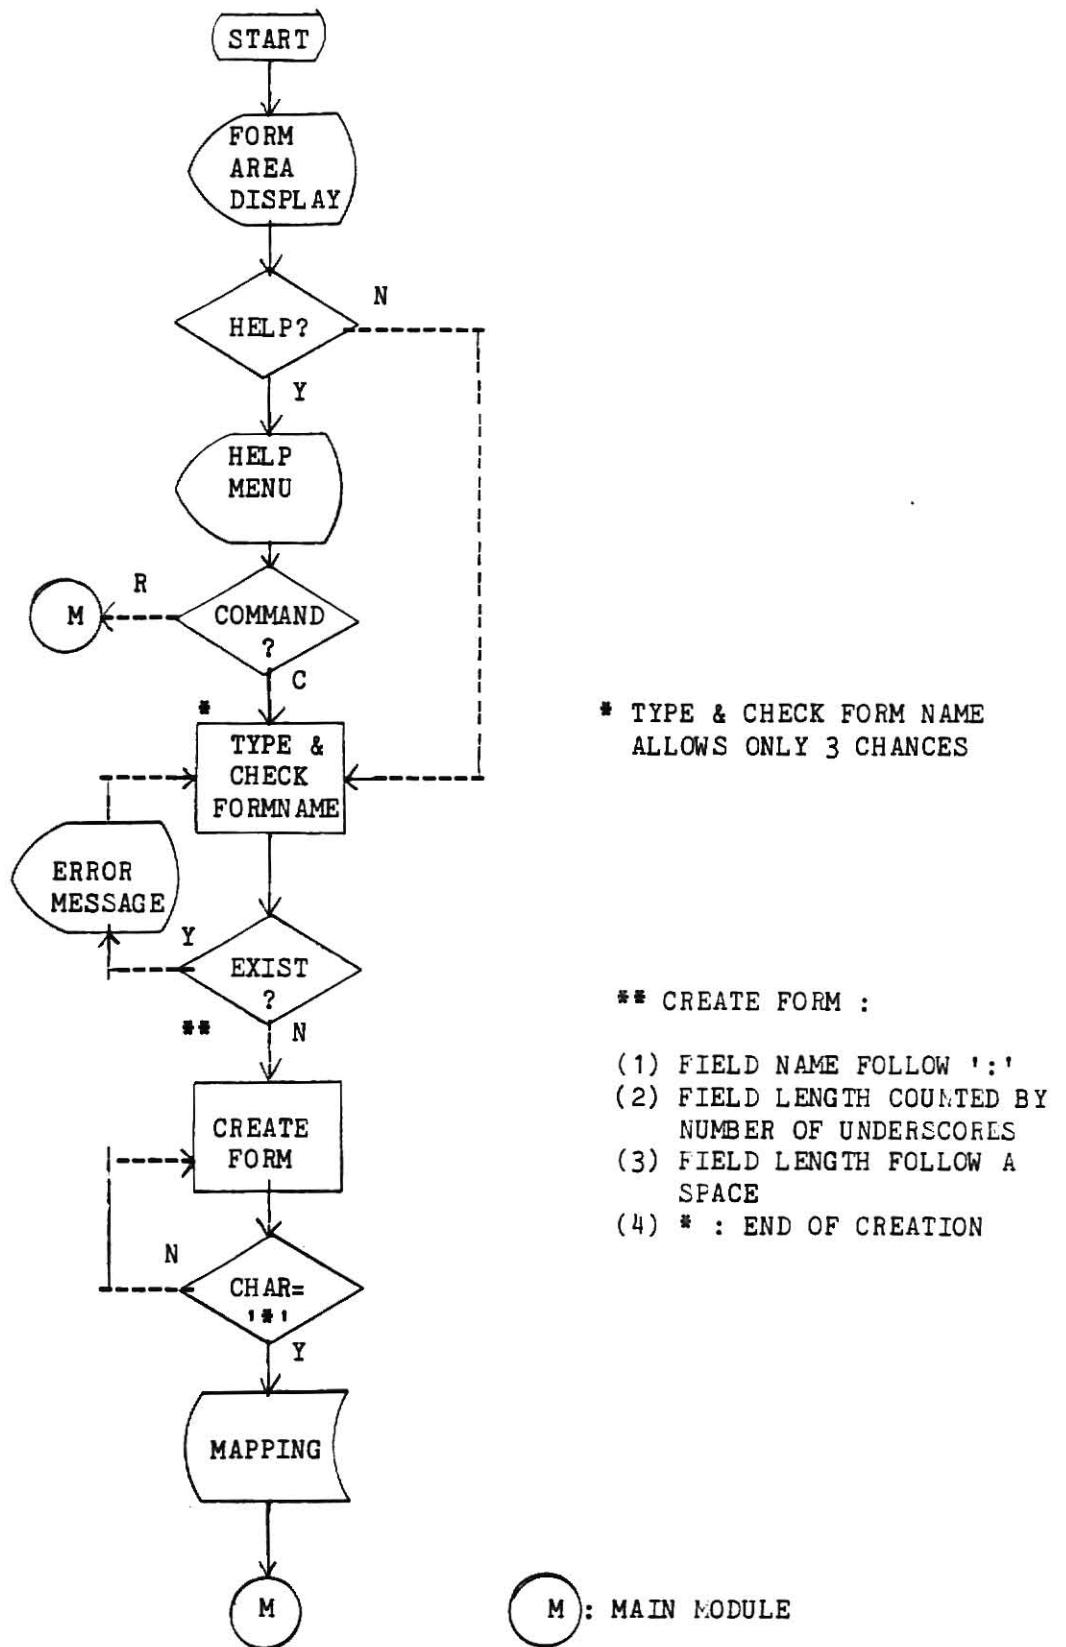 START
FORM
AREA
DISPLAY
HELP?
N
Y
HELP
MENU
R
M
COMMAND
?
C
*
TYPE &
CHECK
FORMNAME
* TYPE & CHECK FORM NAME
ALLOWS ONLY 3 CHANCES
ERROR
MESSAGE
Y
EXIST
?
**
N
** CREATE FORM :
(1) FIELD NAME FOLLOW ':'
(2) FIELD LENGTH COUNTED BY
NUMBER OF UNDERSCORES
(3) FIELD LENGTH FOLLOW A
SPACE
(4) * : END OF CREATION
CREATE
FORM
N
CHAR=
'*'
Y
MAPPING
M
M : MAIN MODULE